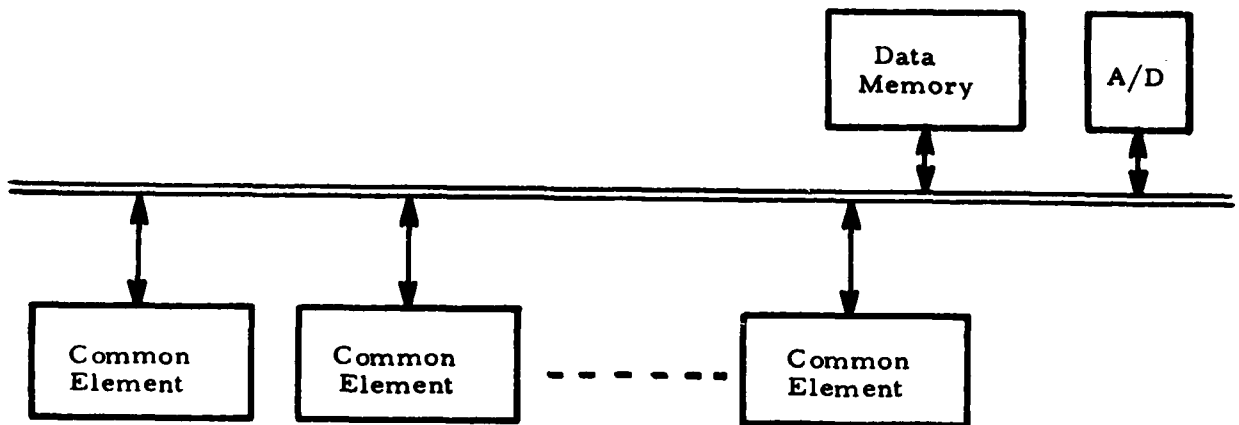 Data
Memory
A/D
Common
Element
Common
Element
Common
Element